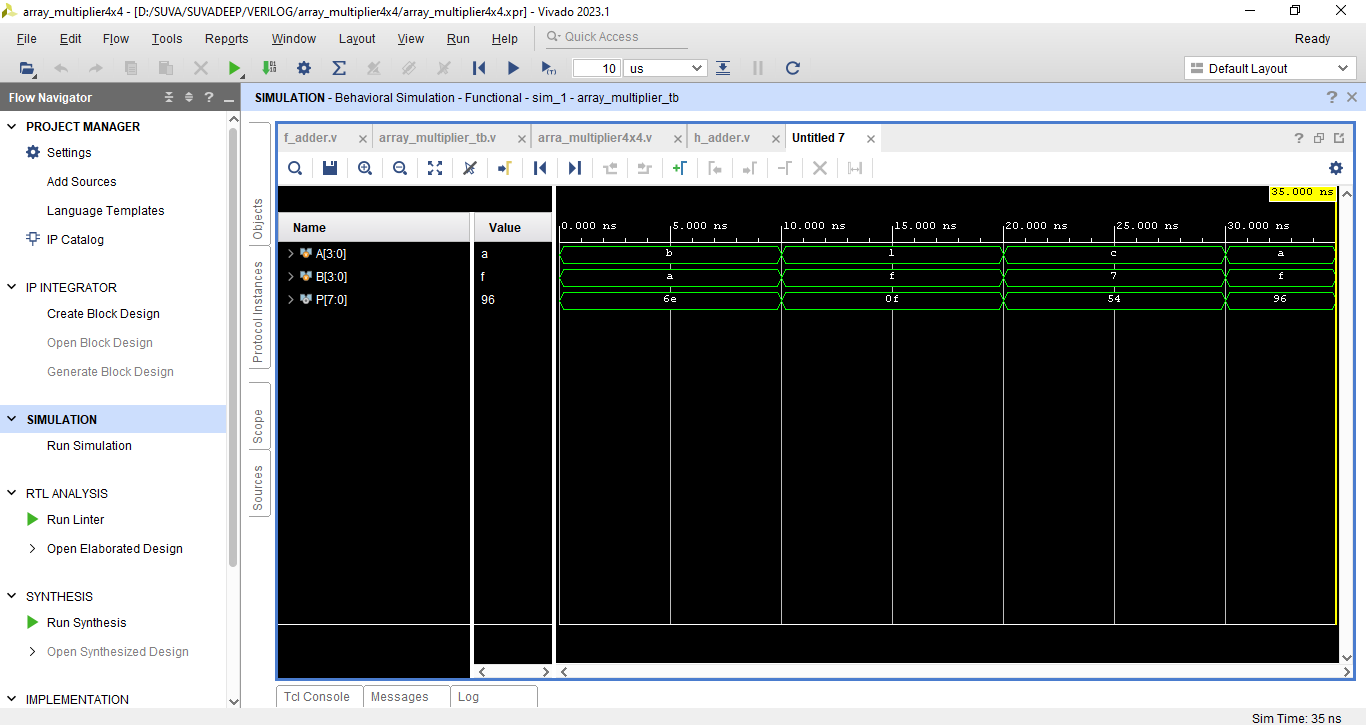 array_multiplier4x4 - [D:/SUVA/SUVADEEP/VERILOG/array_multiplier4x4/array_multiplier4x4.xpr] - Vivado 2023.1
File Edit Flow Tools Reports Window Layout View Run Help Quick Access Ready
10 us Default Layout
Flow Navigator ? SIMULATION - Behavioral Simulation - Functional - sim_1 - array_multiplier_tb ?
PROJECT MANAGER
Settings
Add Sources
Language Templates
IP Catalog
IP INTEGRATOR
Create Block Design
Open Block Design
Generate Block Design
SIMULATION
Run Simulation
RTL ANALYSIS
Run Linter
Open Elaborated Design
SYNTHESIS
Run Synthesis
Open Synthesized Design
IMPLEMENTATION
Objects
Protocol Instances
Scope
Sources
f_adder.v array_multiplier_tb.v arra_multiplier4x4.v h_adder.v Untitled 7 ?
35.000 ns
Name Value 0.000 ns 5.000 ns 10.000 ns 15.000 ns 20.000 ns 25.000 ns 30.000 ns
A[3:0] a b 1 c a
B[3:0] f a f 7 f
P[7:0] 96 6e 0f 54 96
Tcl Console Messages Log
Sim Time: 35 ns